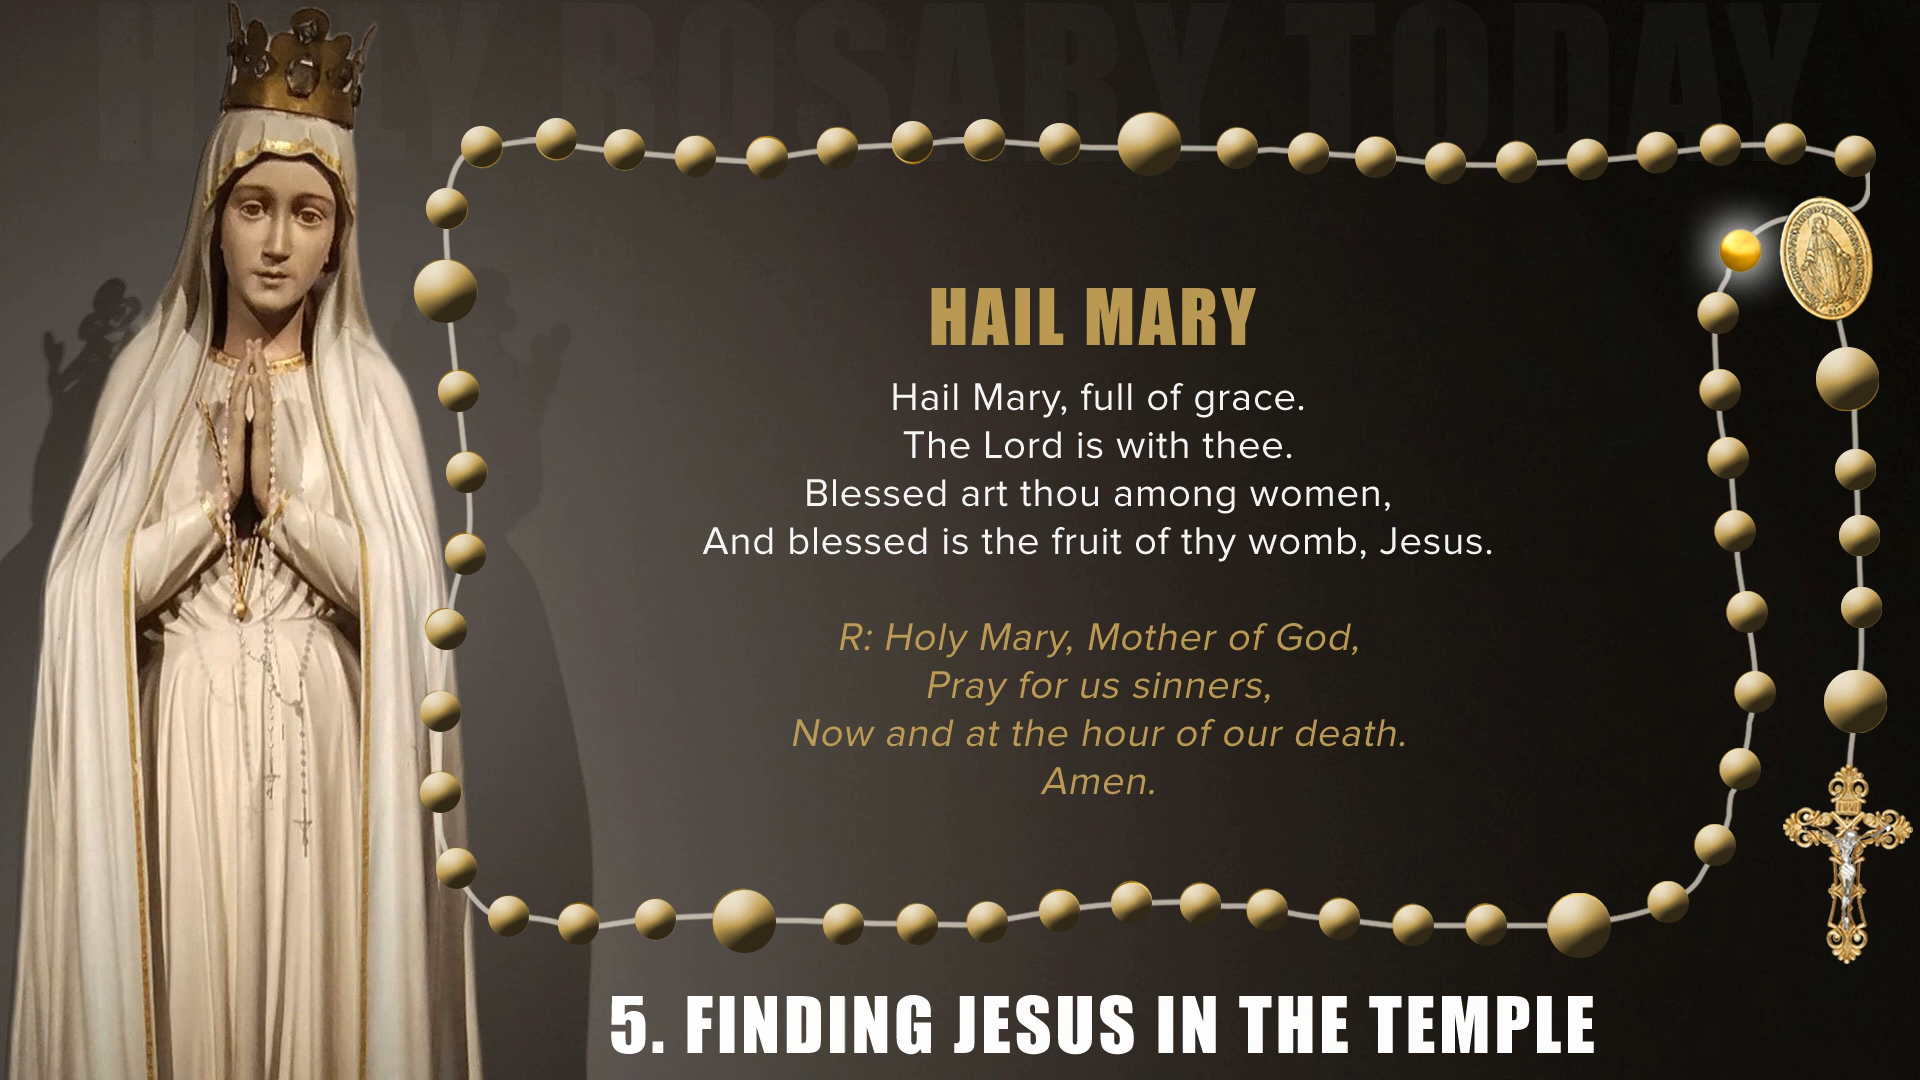 HOLY ROSARY TODAY
HAIL MARY
Hail Mary, full of grace.
The Lord is with thee.
Blessed art thou among women,
And blessed is the fruit of thy womb, Jesus.
R: Holy Mary, Mother of God,
Pray for us sinners,
Now and at the hour of our death.
Amen.
5. FINDING JESUS IN THE TEMPLE